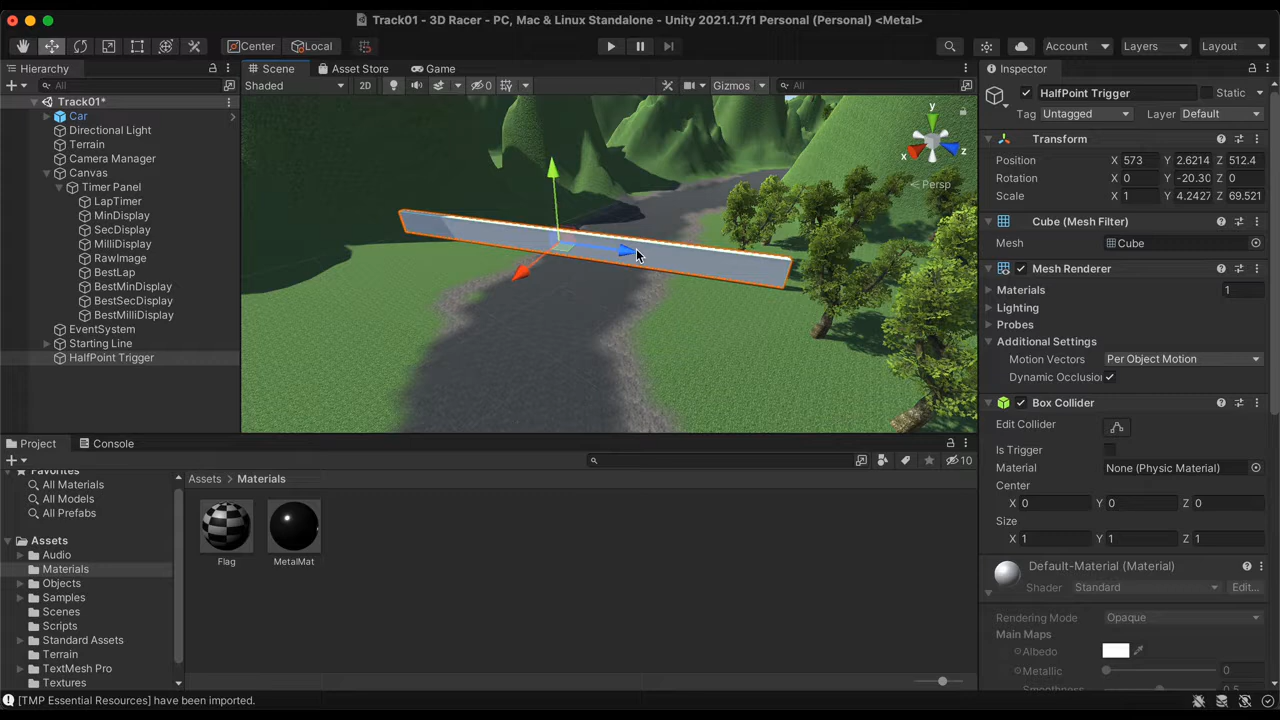 Track01 - 3D Racer - PC, Mac & Linux Standalone - Unity 2021.1.7f1 Personal (Personal) <Metal>
Center Local Account Layers Layout
Hierarchy
All
Track01*
Car
Directional Light
Terrain
Camera Manager
Canvas
Timer Panel
LapTimer
MinDisplay
SecDisplay
MilliDisplay
RawImage
BestLap
BestMinDisplay
BestSecDisplay
BestMilliDisplay
EventSystem
Starting Line
HalfPoint Trigger
Scene Asset Store Game
Shaded 2D 0 Gizmos All
y
x z
Persp
Inspector
HalfPoint Trigger Static
Tag Untagged Layer Default
Transform
Position X 573 Y 2.6214 Z 512.4
Rotation X 0 Y -20.30 Z 0
Scale X 1 Y 4.2427 Z 69.521
Cube (Mesh Filter)
Mesh Cube
Mesh Renderer
Materials 1
Lighting
Probes
Additional Settings
Motion Vectors Per Object Motion
Dynamic Occlusion
Box Collider
Edit Collider
Is Trigger
Material None (Physic Material)
Center
X 0 Y 0 Z 0
Size
X 1 Y 1 Z 1
Default-Material (Material)
Shader Standard Edit...
Rendering Mode Opaque
Main Maps
Albedo
Metallic 0
Smoothness 0.5
Project Console
10
Favorites
All Materials
All Models
All Prefabs
Assets
Audio
Materials
Objects
Samples
Scenes
Scripts
Standard Assets
Terrain
TextMesh Pro
Textures
Assets > Materials
Flag MetalMat
[TMP Essential Resources] have been imported.